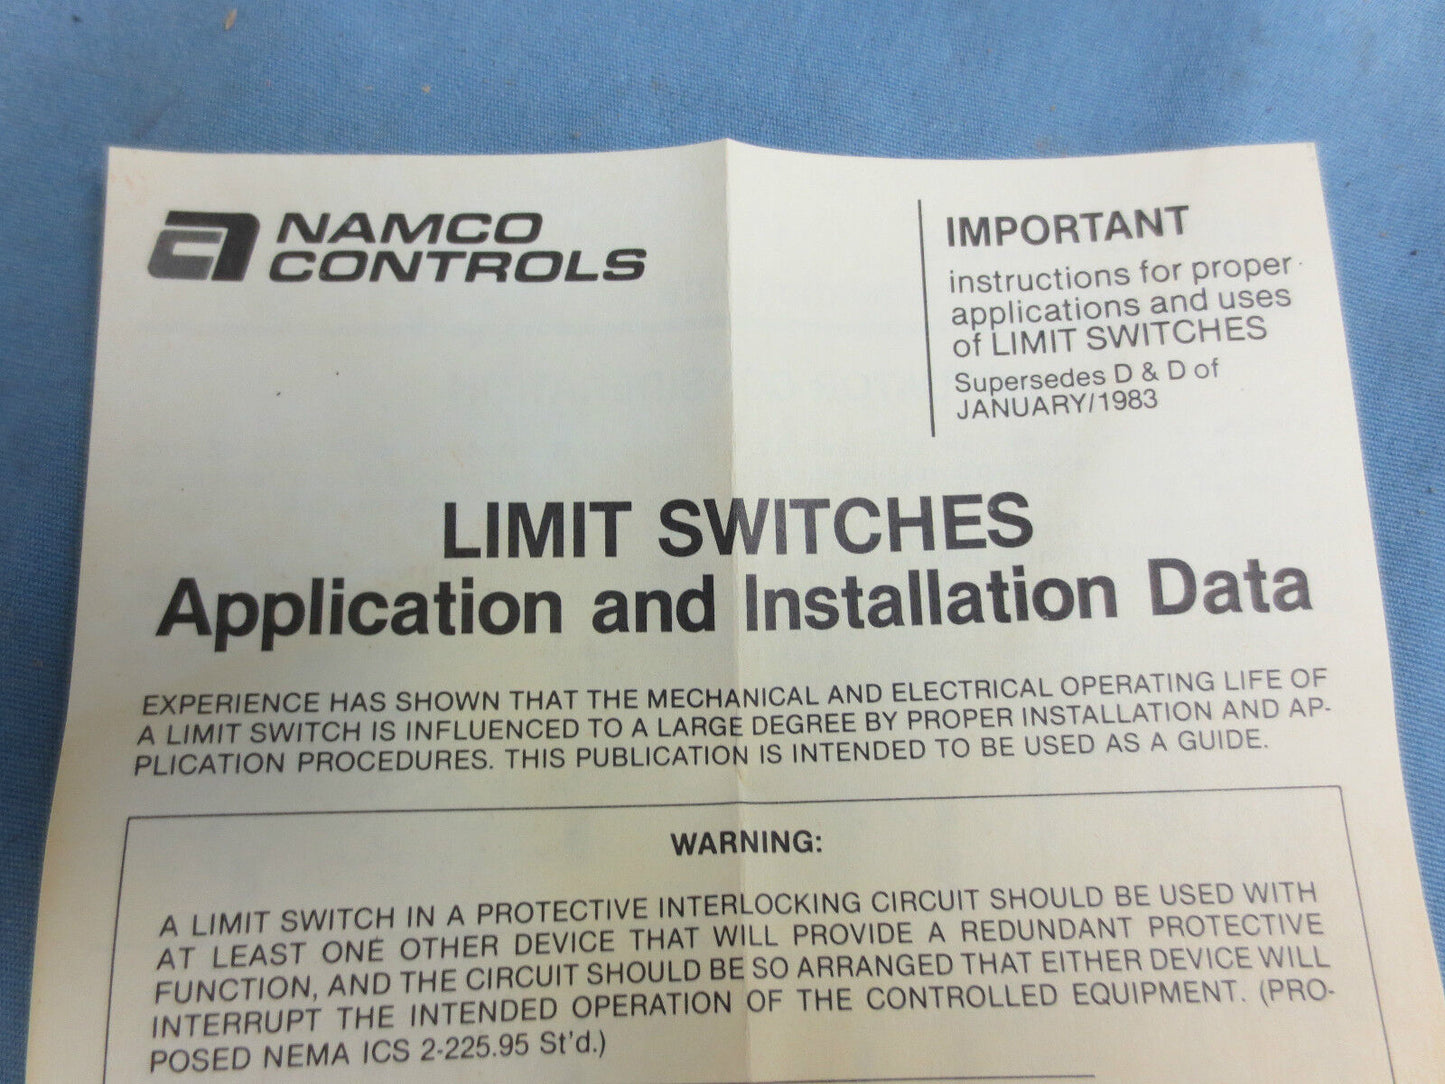 NAMCO
CONTROLS
IMPORTANT
instructions for proper
applications and uses
of LIMIT SWITCHES
Supersedes D & D of
JANUARY/1983
LIMIT SWITCHES
Application and Installation Data
EXPERIENCE HAS SHOWN THAT THE MECHANICAL AND ELECTRICAL OPERATING LIFE OF
A LIMIT SWITCH IS INFLUENCED TO A LARGE DEGREE BY PROPER INSTALLATION AND AP-
PLICATION PROCEDURES. THIS PUBLICATION IS INTENDED TO BE USED AS A GUIDE.
WARNING:
A LIMIT SWITCH IN A PROTECTIVE INTERLOCKING CIRCUIT SHOULD BE USED WITH
AT LEAST ONE OTHER DEVICE THAT WILL PROVIDE A REDUNDANT PROTECTIVE
FUNCTION, AND THE CIRCUIT SHOULD BE SO ARRANGED THAT EITHER DEVICE WILL
INTERRUPT THE INTENDED OPERATION OF THE CONTROLLED EQUIPMENT. (PRO-
POSED NEMA ICS 2-225.95 St'd.)